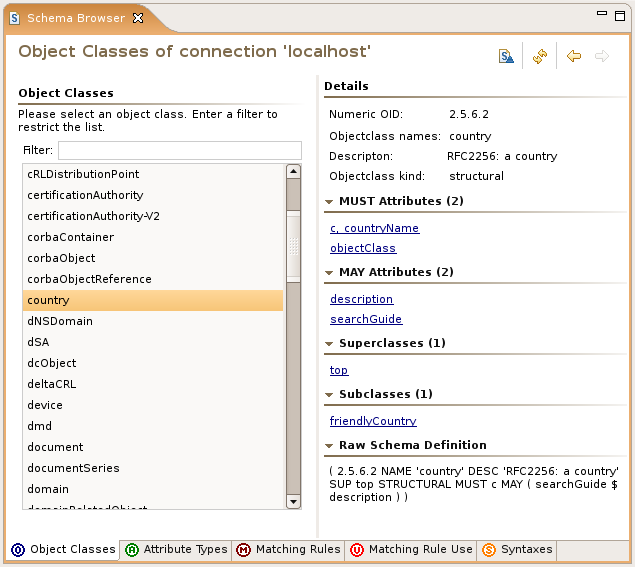 Schema Browser
Object Classes of connection 'localhost'
Object Classes
Please select an object class. Enter a filter to
restrict the list.
Filter:
cRLDistributionPoint
certificationAuthority
certificationAuthority-V2
corbaContainer
corbaObject
corbaObjectReference
country
dNSDomain
dSA
dcObject
deltaCRL
device
dmd
document
documentSeries
domain
domainRelatedObject
Details
Numeric OID: 2.5.6.2
Objectclass names: country
Descripton: RFC2256: a country
Objectclass kind: structural
MUST Attributes (2)
c, countryName
objectClass
MAY Attributes (2)
description
searchGuide
Superclasses (1)
top
Subclasses (1)
friendlyCountry
Raw Schema Definition
( 2.5.6.2 NAME 'country' DESC 'RFC2256: a country'
SUP top STRUCTURAL MUST c MAY ( searchGuide $
description ) )
Object Classes Attribute Types Matching Rules Matching Rule Use Syntaxes